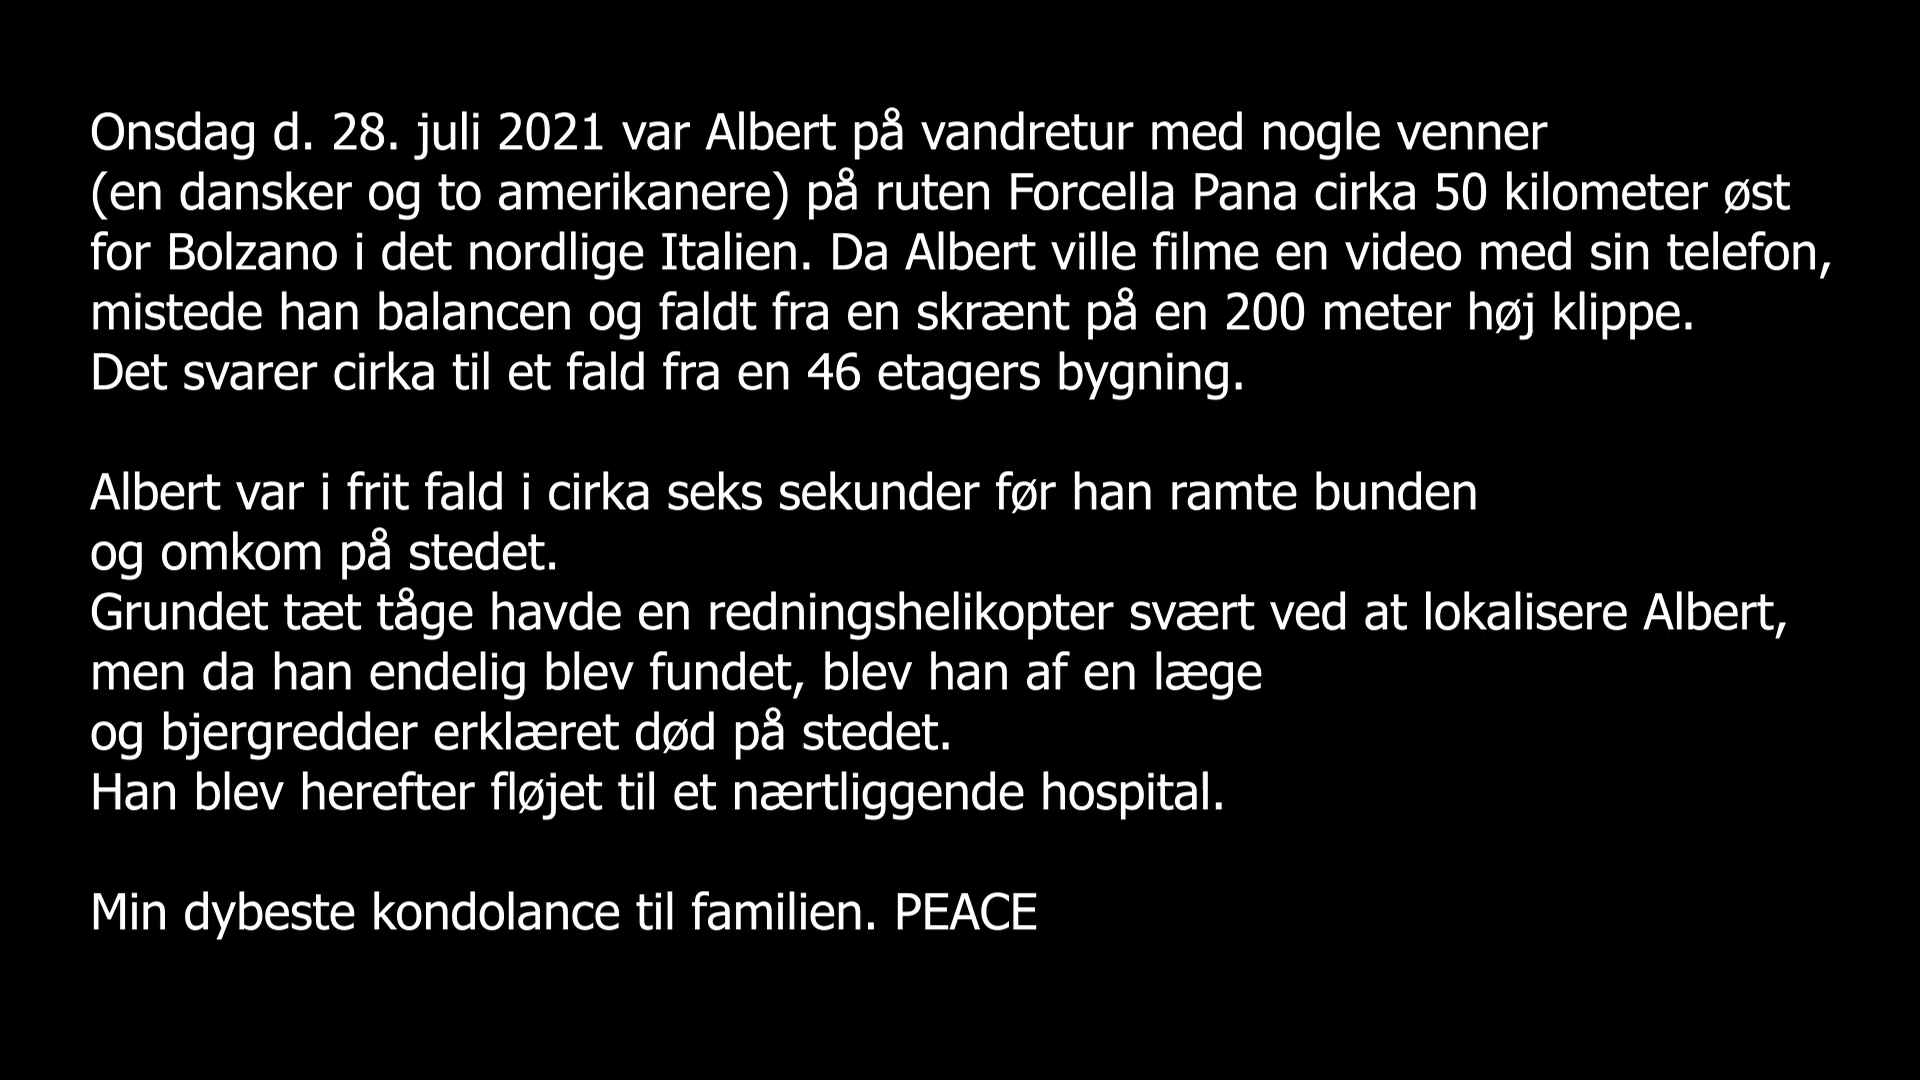 Onsdag d. 28. juli 2021 var Albert på vandretur med nogle venner
(en dansker og to amerikanere) på ruten Forcella Pana cirka 50 kilometer øst
for Bolzano i det nordlige Italien. Da Albert ville filme en video med sin telefon,
mistede han balancen og faldt fra en skrænt på en 200 meter høj klippe.
Det svarer cirka til et fald fra en 46 etagers bygning.
Albert var i frit fald i cirka seks sekunder før han ramte bunden
og omkom på stedet.
Grundet tæt tåge havde en redningshelikopter svært ved at lokalisere Albert,
men da han endelig blev fundet, blev han af en læge
og bjergredder erklæret død på stedet.
Han blev herefter fløjet til et nærtliggende hospital.
Min dybeste kondolance til familien. PEACE